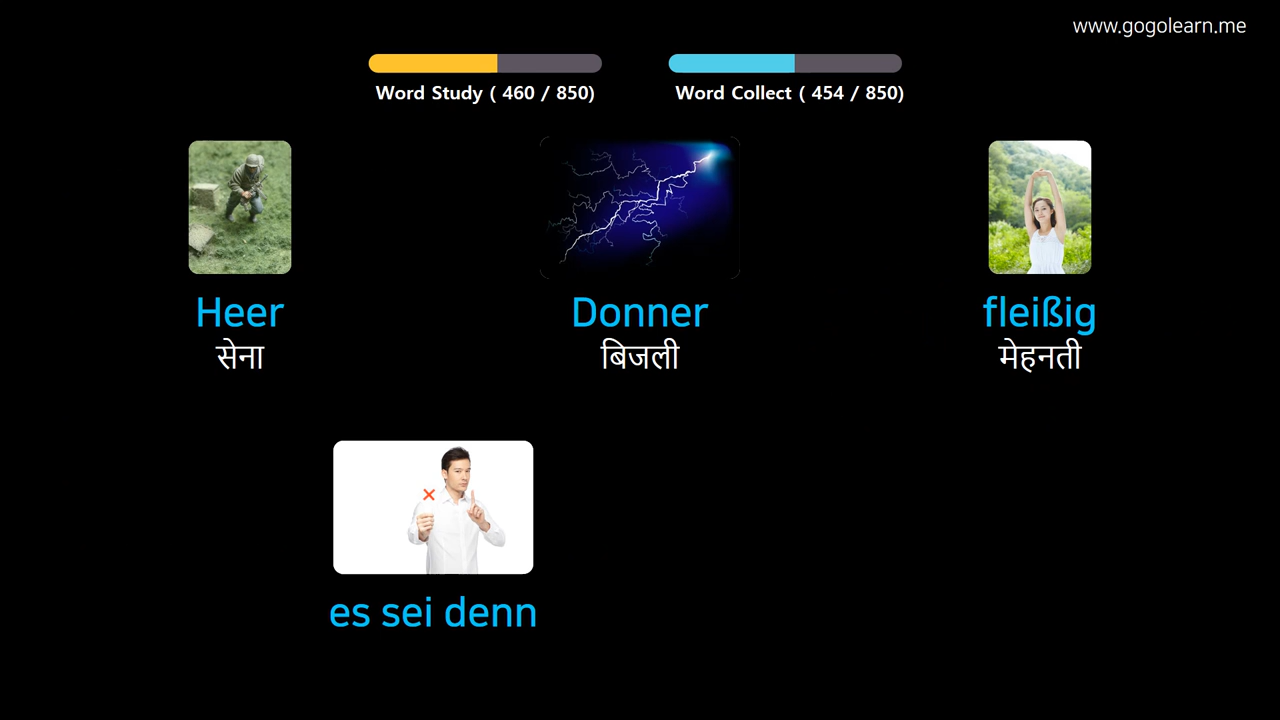 www.gogolearn.me
Word Study ( 460 / 850)
Word Collect ( 454 / 850)
Heer
सेना
Donner
बिजली
fleißig
मेहनती
es sei denn